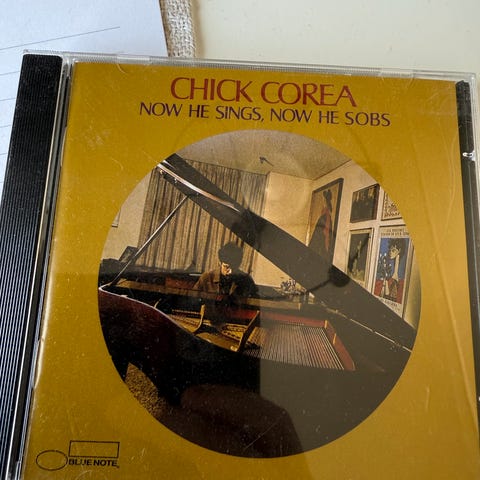 CHICK COREA
NOW HE SINGS, NOW HE SOBS
BLUE NOTE